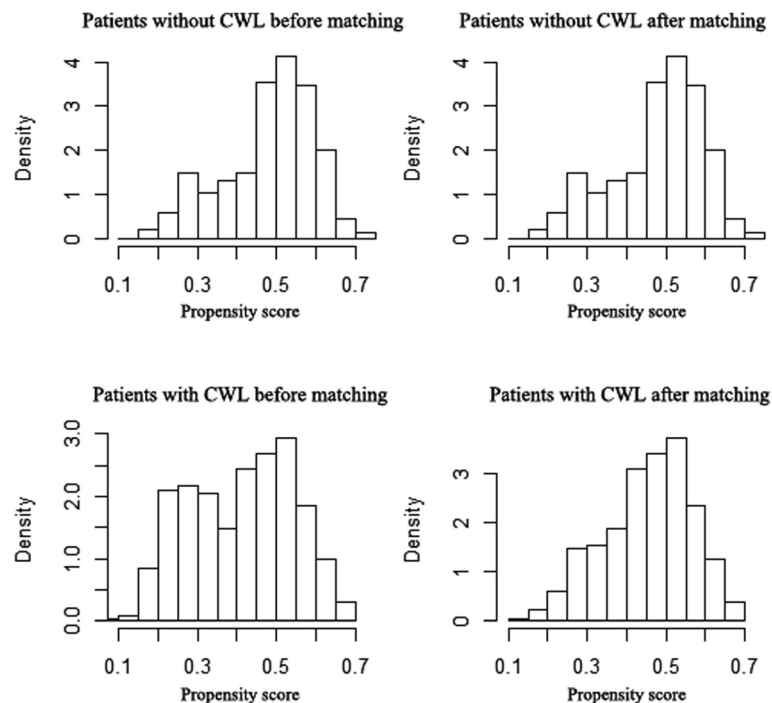 Patients without CWL before matching
Density
4
3
2
1
0
0.1 0.3 0.5 0.7
Propensity score
Patients without CWL after matching
Density
4
3
2
1
0
0.1 0.3 0.5 0.7
Propensity score
Patients with CWL before matching
Density
3.0
2.0
1.0
0.0
0.1 0.3 0.5 0.7
Propensity score
Patients with CWL after matching
Density
3
2
1
0
0.1 0.3 0.5 0.7
Propensity score